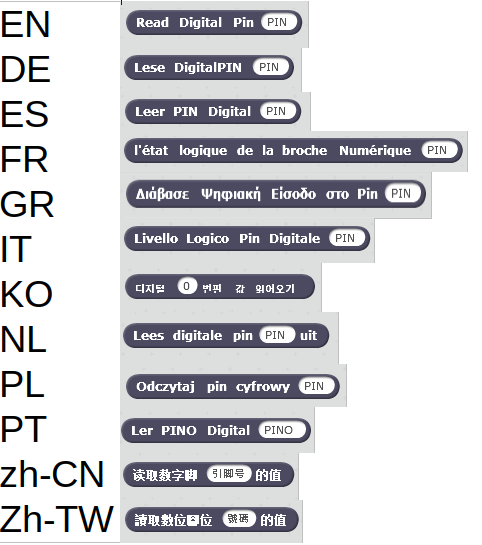 EN Read Digital Pin PIN
DE Lese DigitalPIN PIN
ES Leer PIN Digital PIN
FR l'état logique de la broche Numérique PIN
GR Διάβασε Ψηφιακή Είσοδο στο Pin PIN
IT Livello Logico Pin Digitale PIN
KO 디지털 0 번핀 값 읽어오기
NL Lees digitale pin PIN uit
PL Odczytaj pin cyfrowy PIN
PT Ler PINO Digital PINO
zh-CN 读取数字脚 引脚号 的值
Zh-TW 讀取數位腳位 號碼 的值